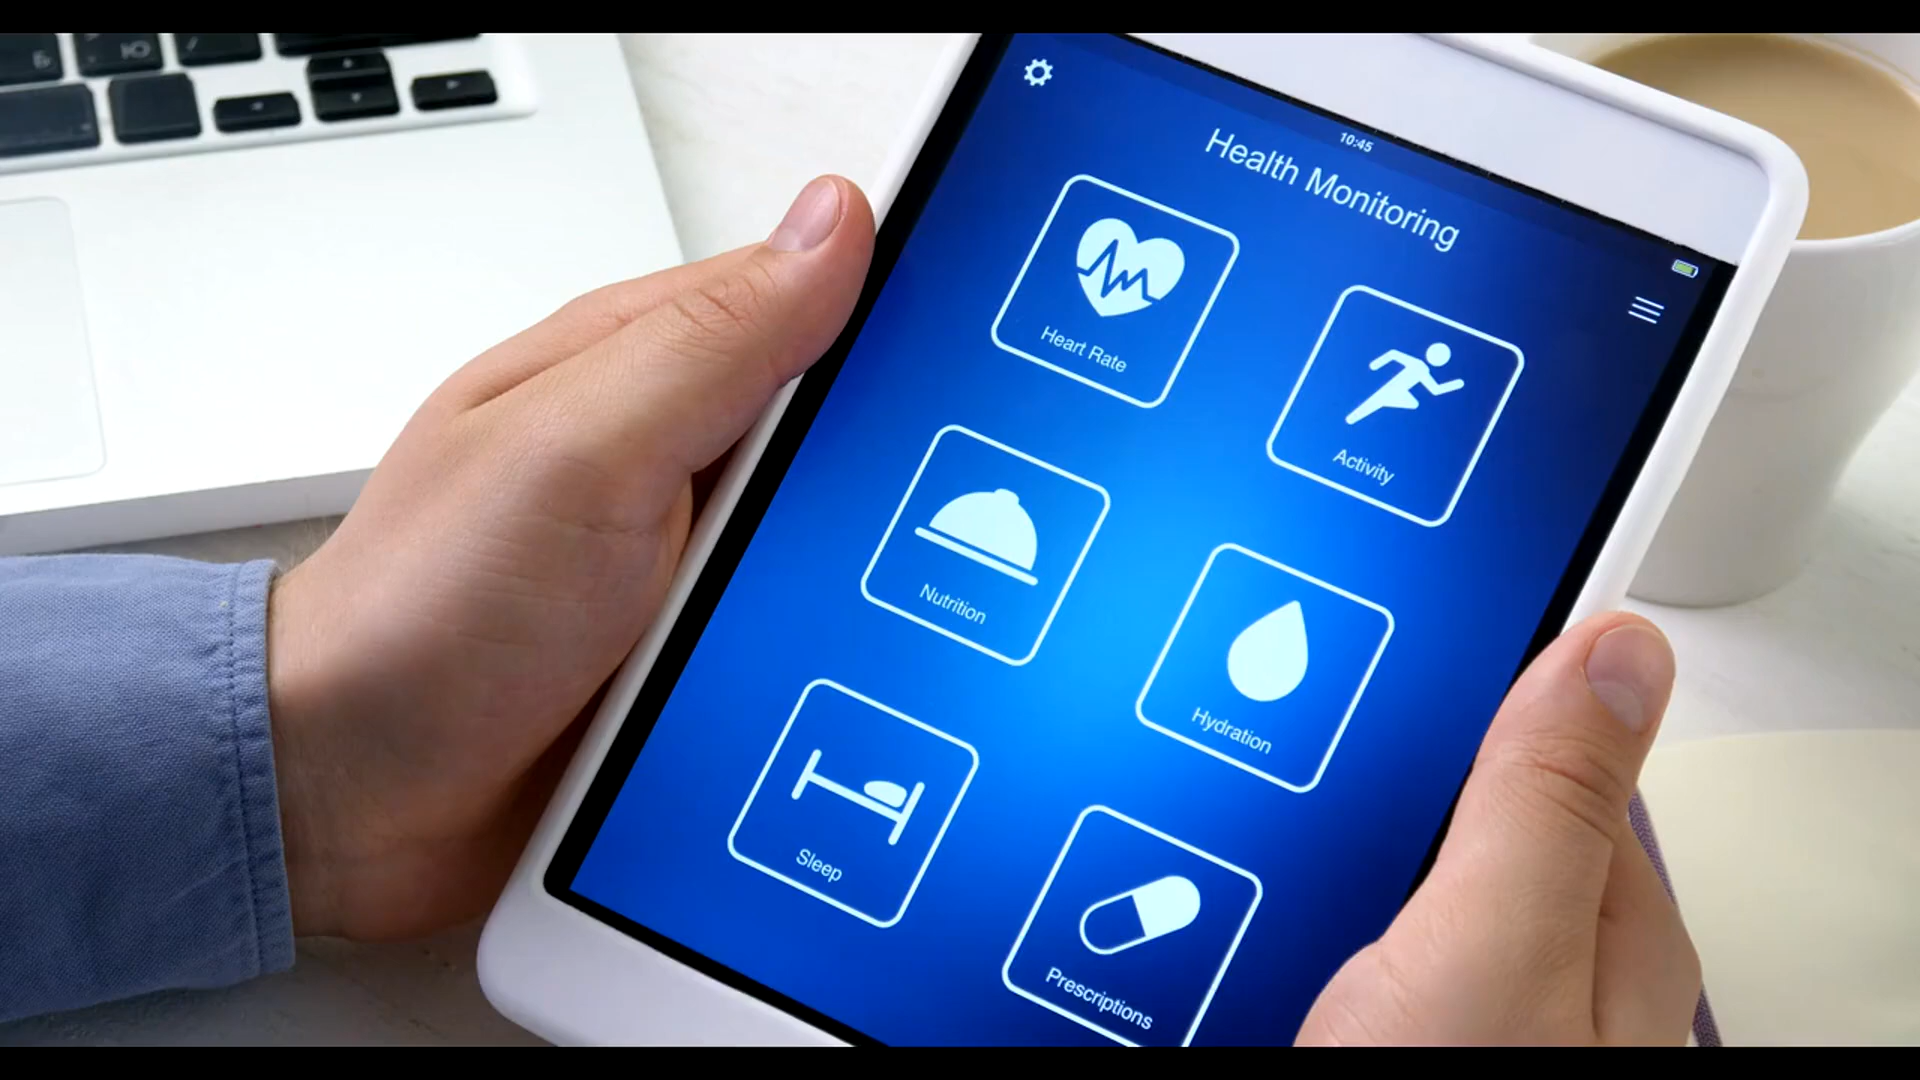 Б
Ю
10:45
Health Monitoring
Heart Rate
Activity
Nutrition
Hydration
Sleep
Prescriptions